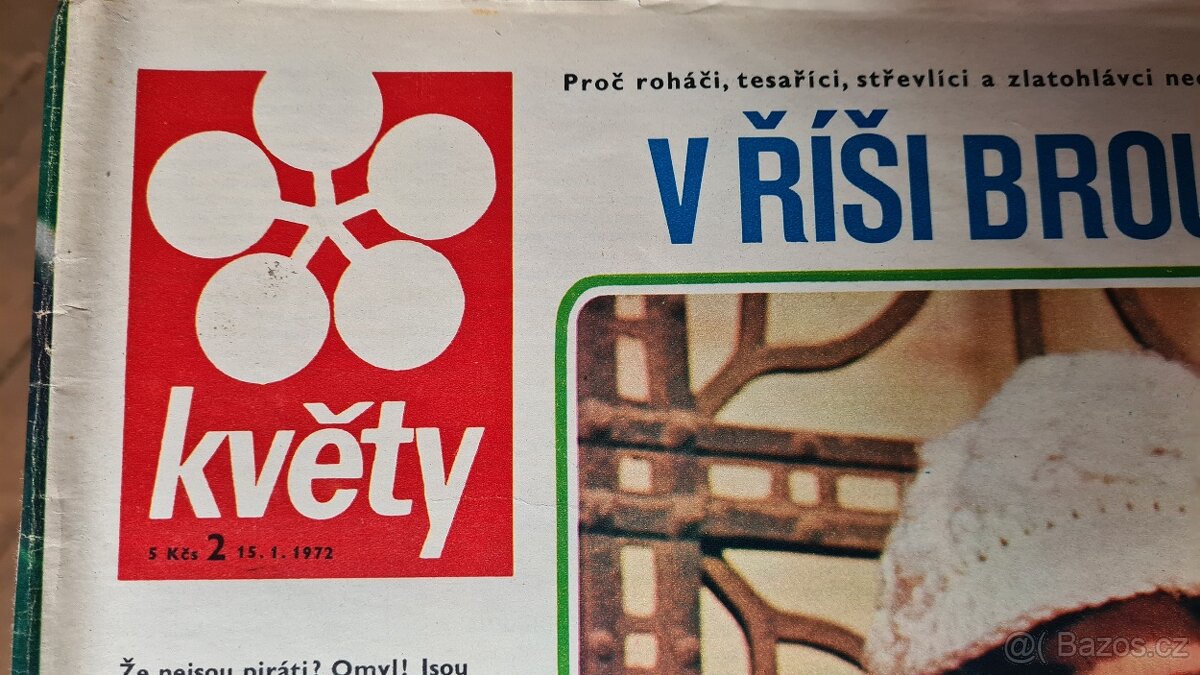 Proč roháči, tesaříci, střevlíci a zlatohlávci
V ŘÍŠI
květy
5 Kčs 2 15. 1. 1972
Že nejsou piráti? Omyl! Jsou
@( Bazos.cz